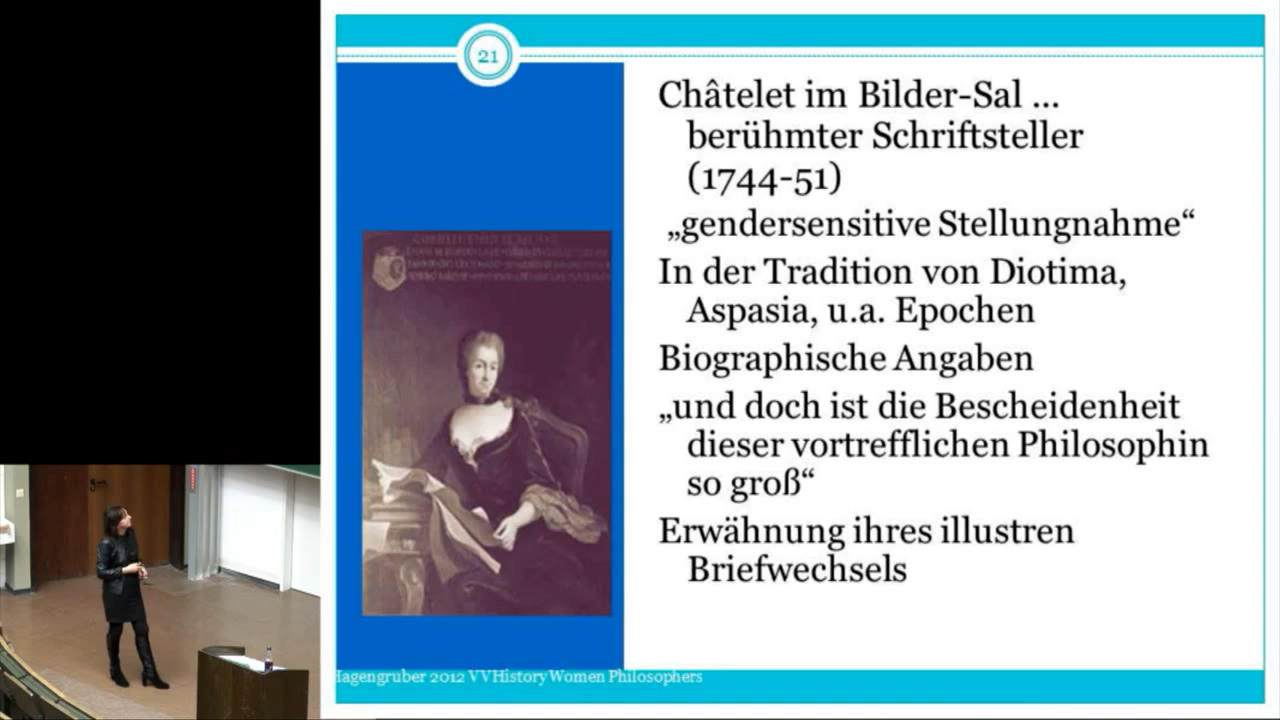 21
Châtelet im Bilder-Sal ...
berühmter Schriftsteller
(1744-51)
„gendersensitive Stellungnahme“
In der Tradition von Diotima,
Aspasia, u.a. Epochen
Biographische Angaben
„und doch ist die Bescheidenheit
dieser vortrefflichen Philosophin
so groß“
Erwähnung ihres illustren
Briefwechsels
Hagengruber 2012 VVHistory Women Philosophers